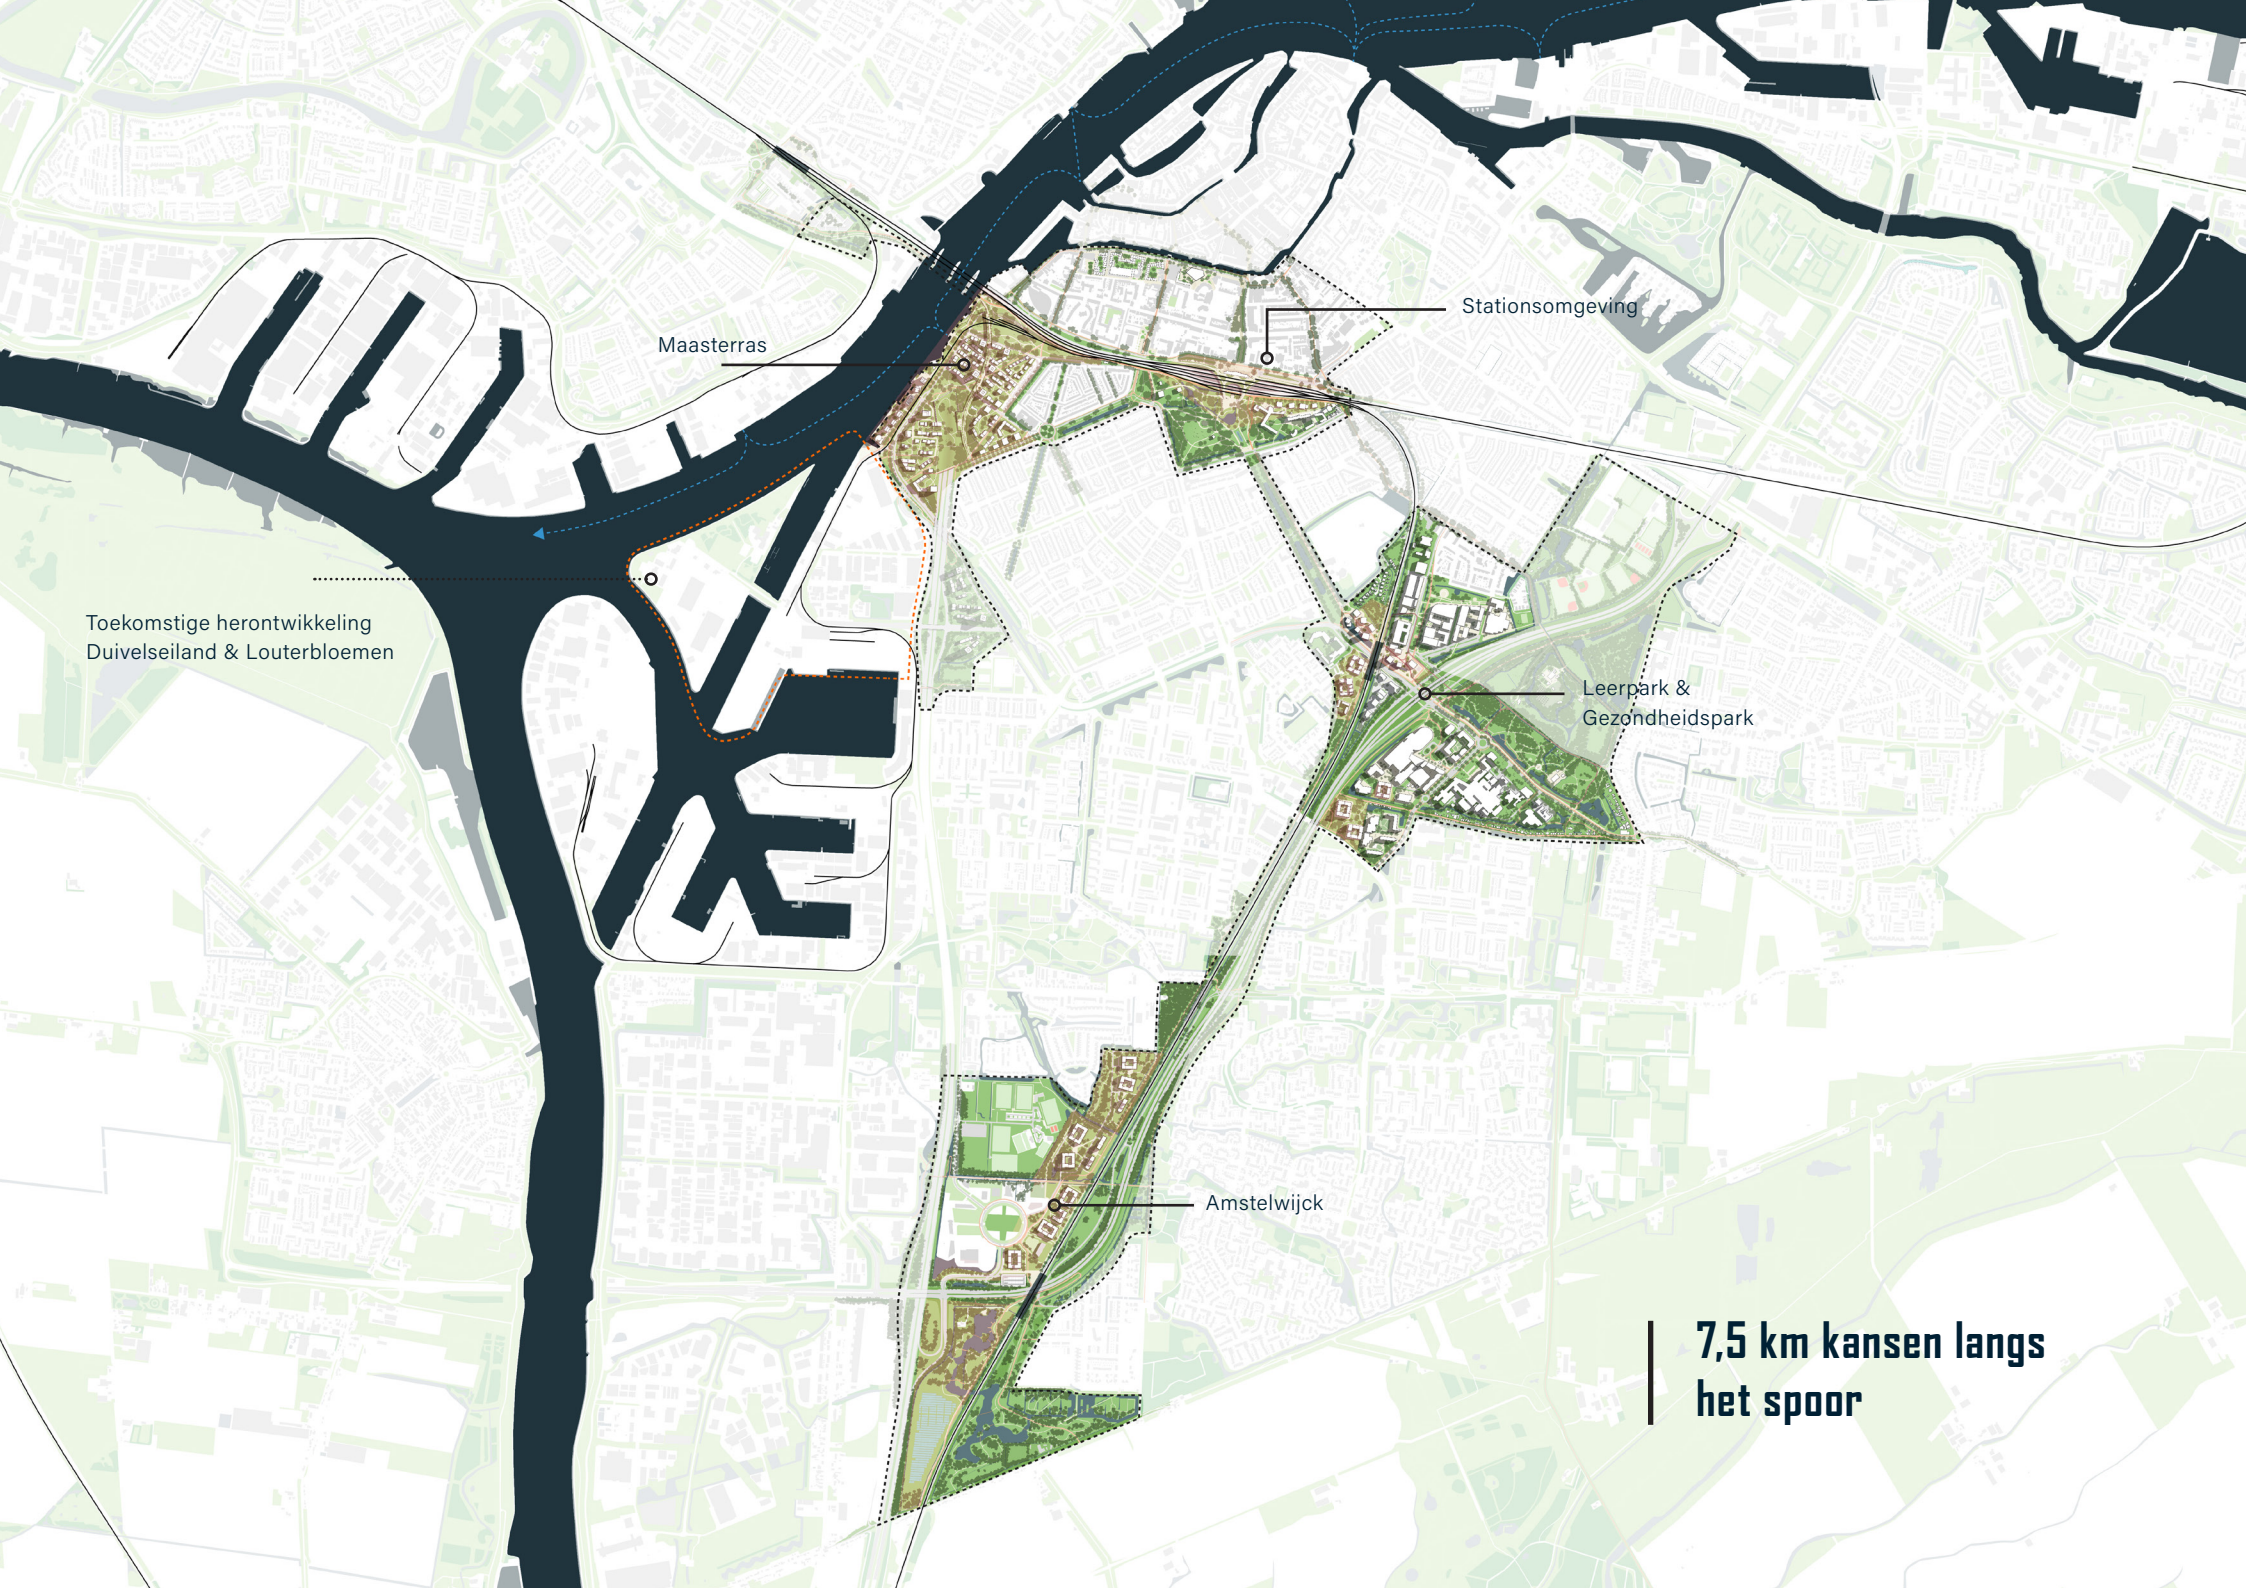 Stationsomgeving
Maasterras
Toekomstige herontwikkeling
Duivelseiland & Louterbloemen
Leerpark &
Gezondheidspark
Amstelwijck
7,5 km kansen langs
het spoor